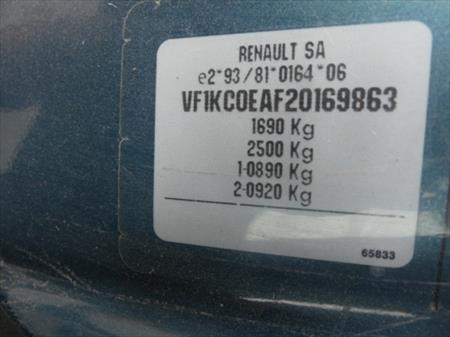 RENAULT SA
e2*93/81*0164*06
VF1KC0EAF20169863
1690 Kg
2500 Kg
1-0890 Kg
2-0920 Kg
65833